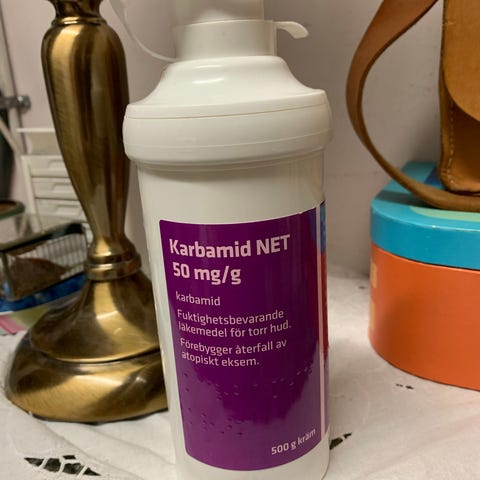 Karbamid NET
50 mg/g
karbamid
Fuktighetsbevarande
läkemedel för torr hud.
Förebygger återfall av
atopiskt eksem.
500 g kräm